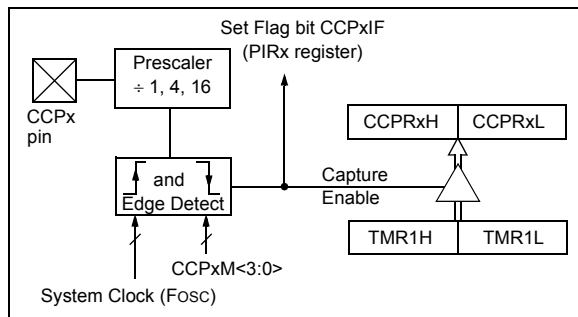 Set Flag bit CCPxIF
(PIRx register)
Prescaler
÷ 1, 4, 16
CCPx
pin
CCPRxH CCPRxL
and
Edge Detect
Capture
Enable
TMR1H TMR1L
CCPxM<3:0>
System Clock (FOSC)